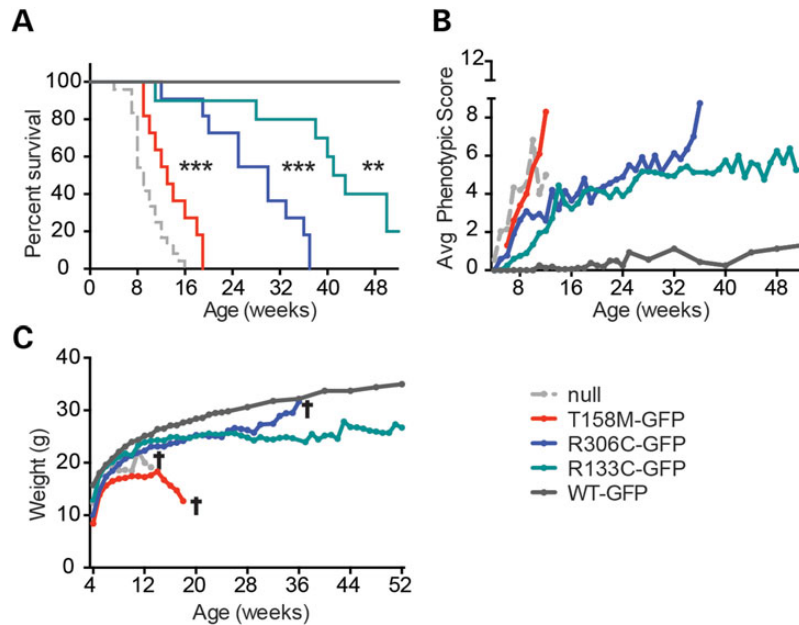 A
Percent survival
100
80
60
40
20
0
*** *** **
0 8 16 24 32 40 48
Age (weeks)
B
Avg Phenotypic Score
12
8
6
4
2
0
8 16 24 32 40 48
Age (weeks)
C
Weight (g)
40
30
20
10
0
† † †
4 12 20 28 36 44 52
Age (weeks)
null
T158M-GFP
R306C-GFP
R133C-GFP
WT-GFP